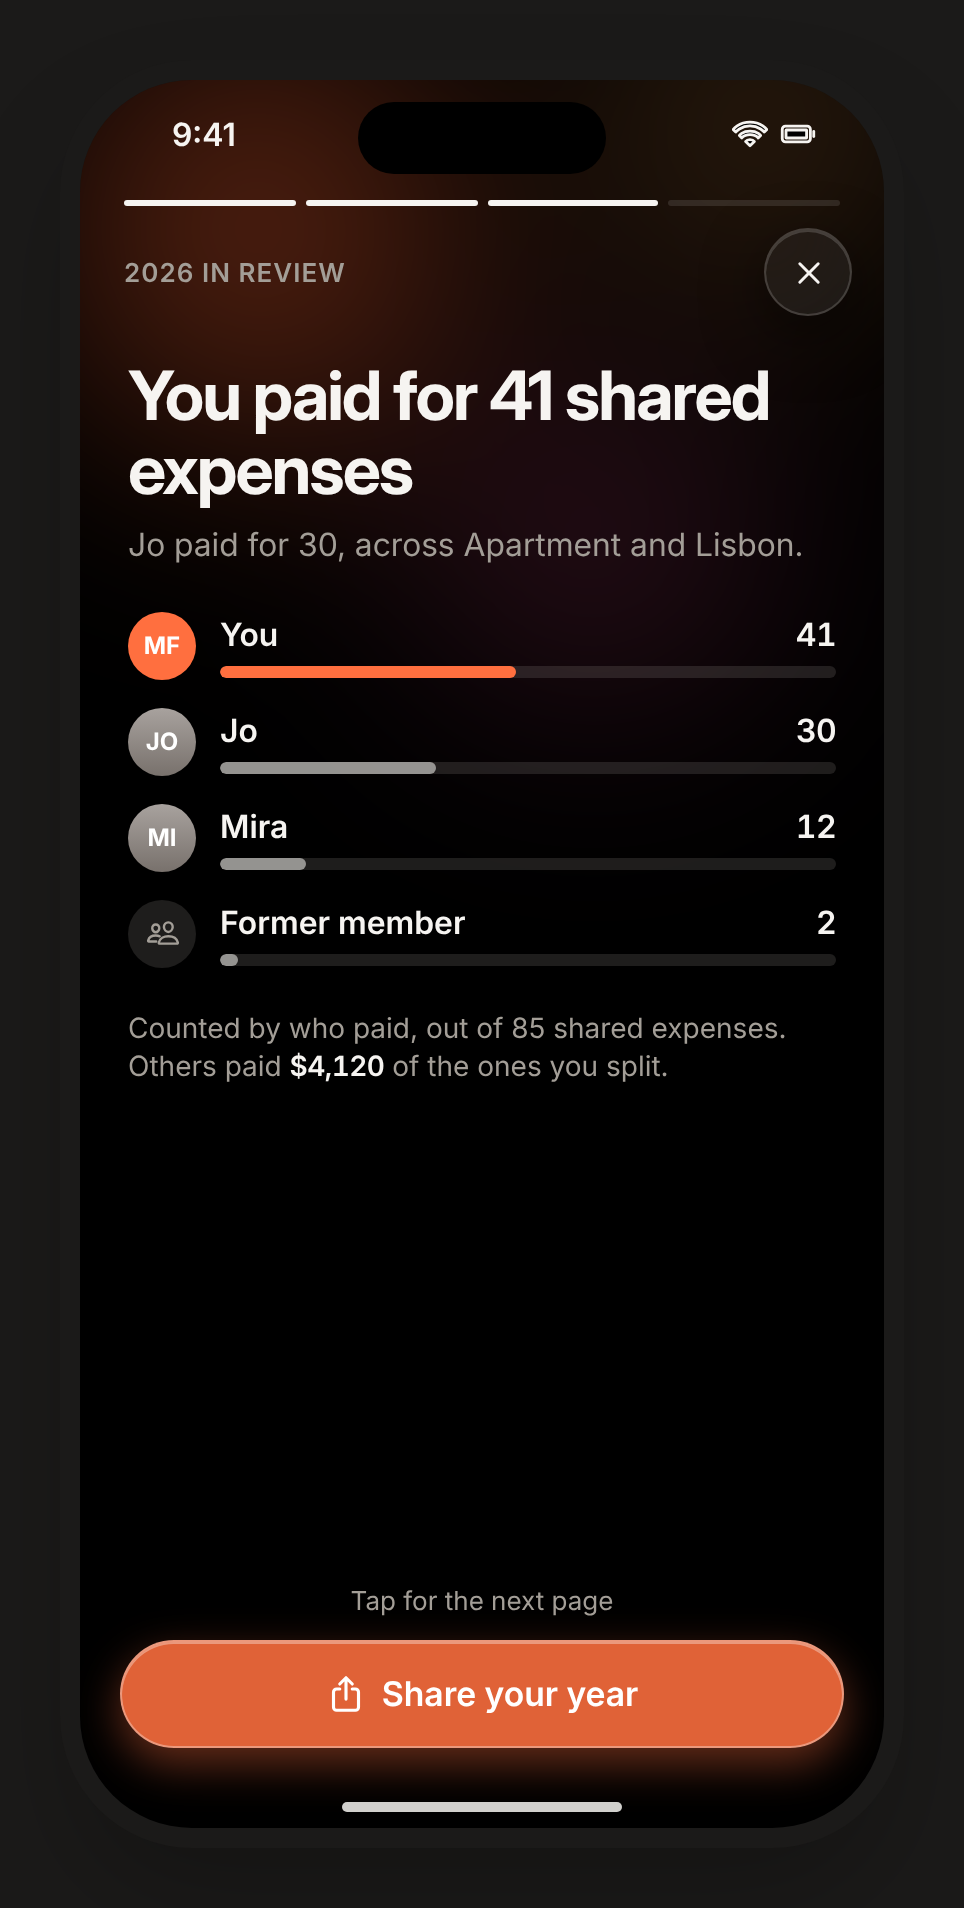 9:41
2026 IN REVIEW
You paid for 41 shared
expenses
Jo paid for 30, across Apartment and Lisbon.
MF You 41
JO Jo 30
MI Mira 12
Former member 2
Counted by who paid, out of 85 shared expenses.
Others paid $4,120 of the ones you split.
Tap for the next page
Share your year